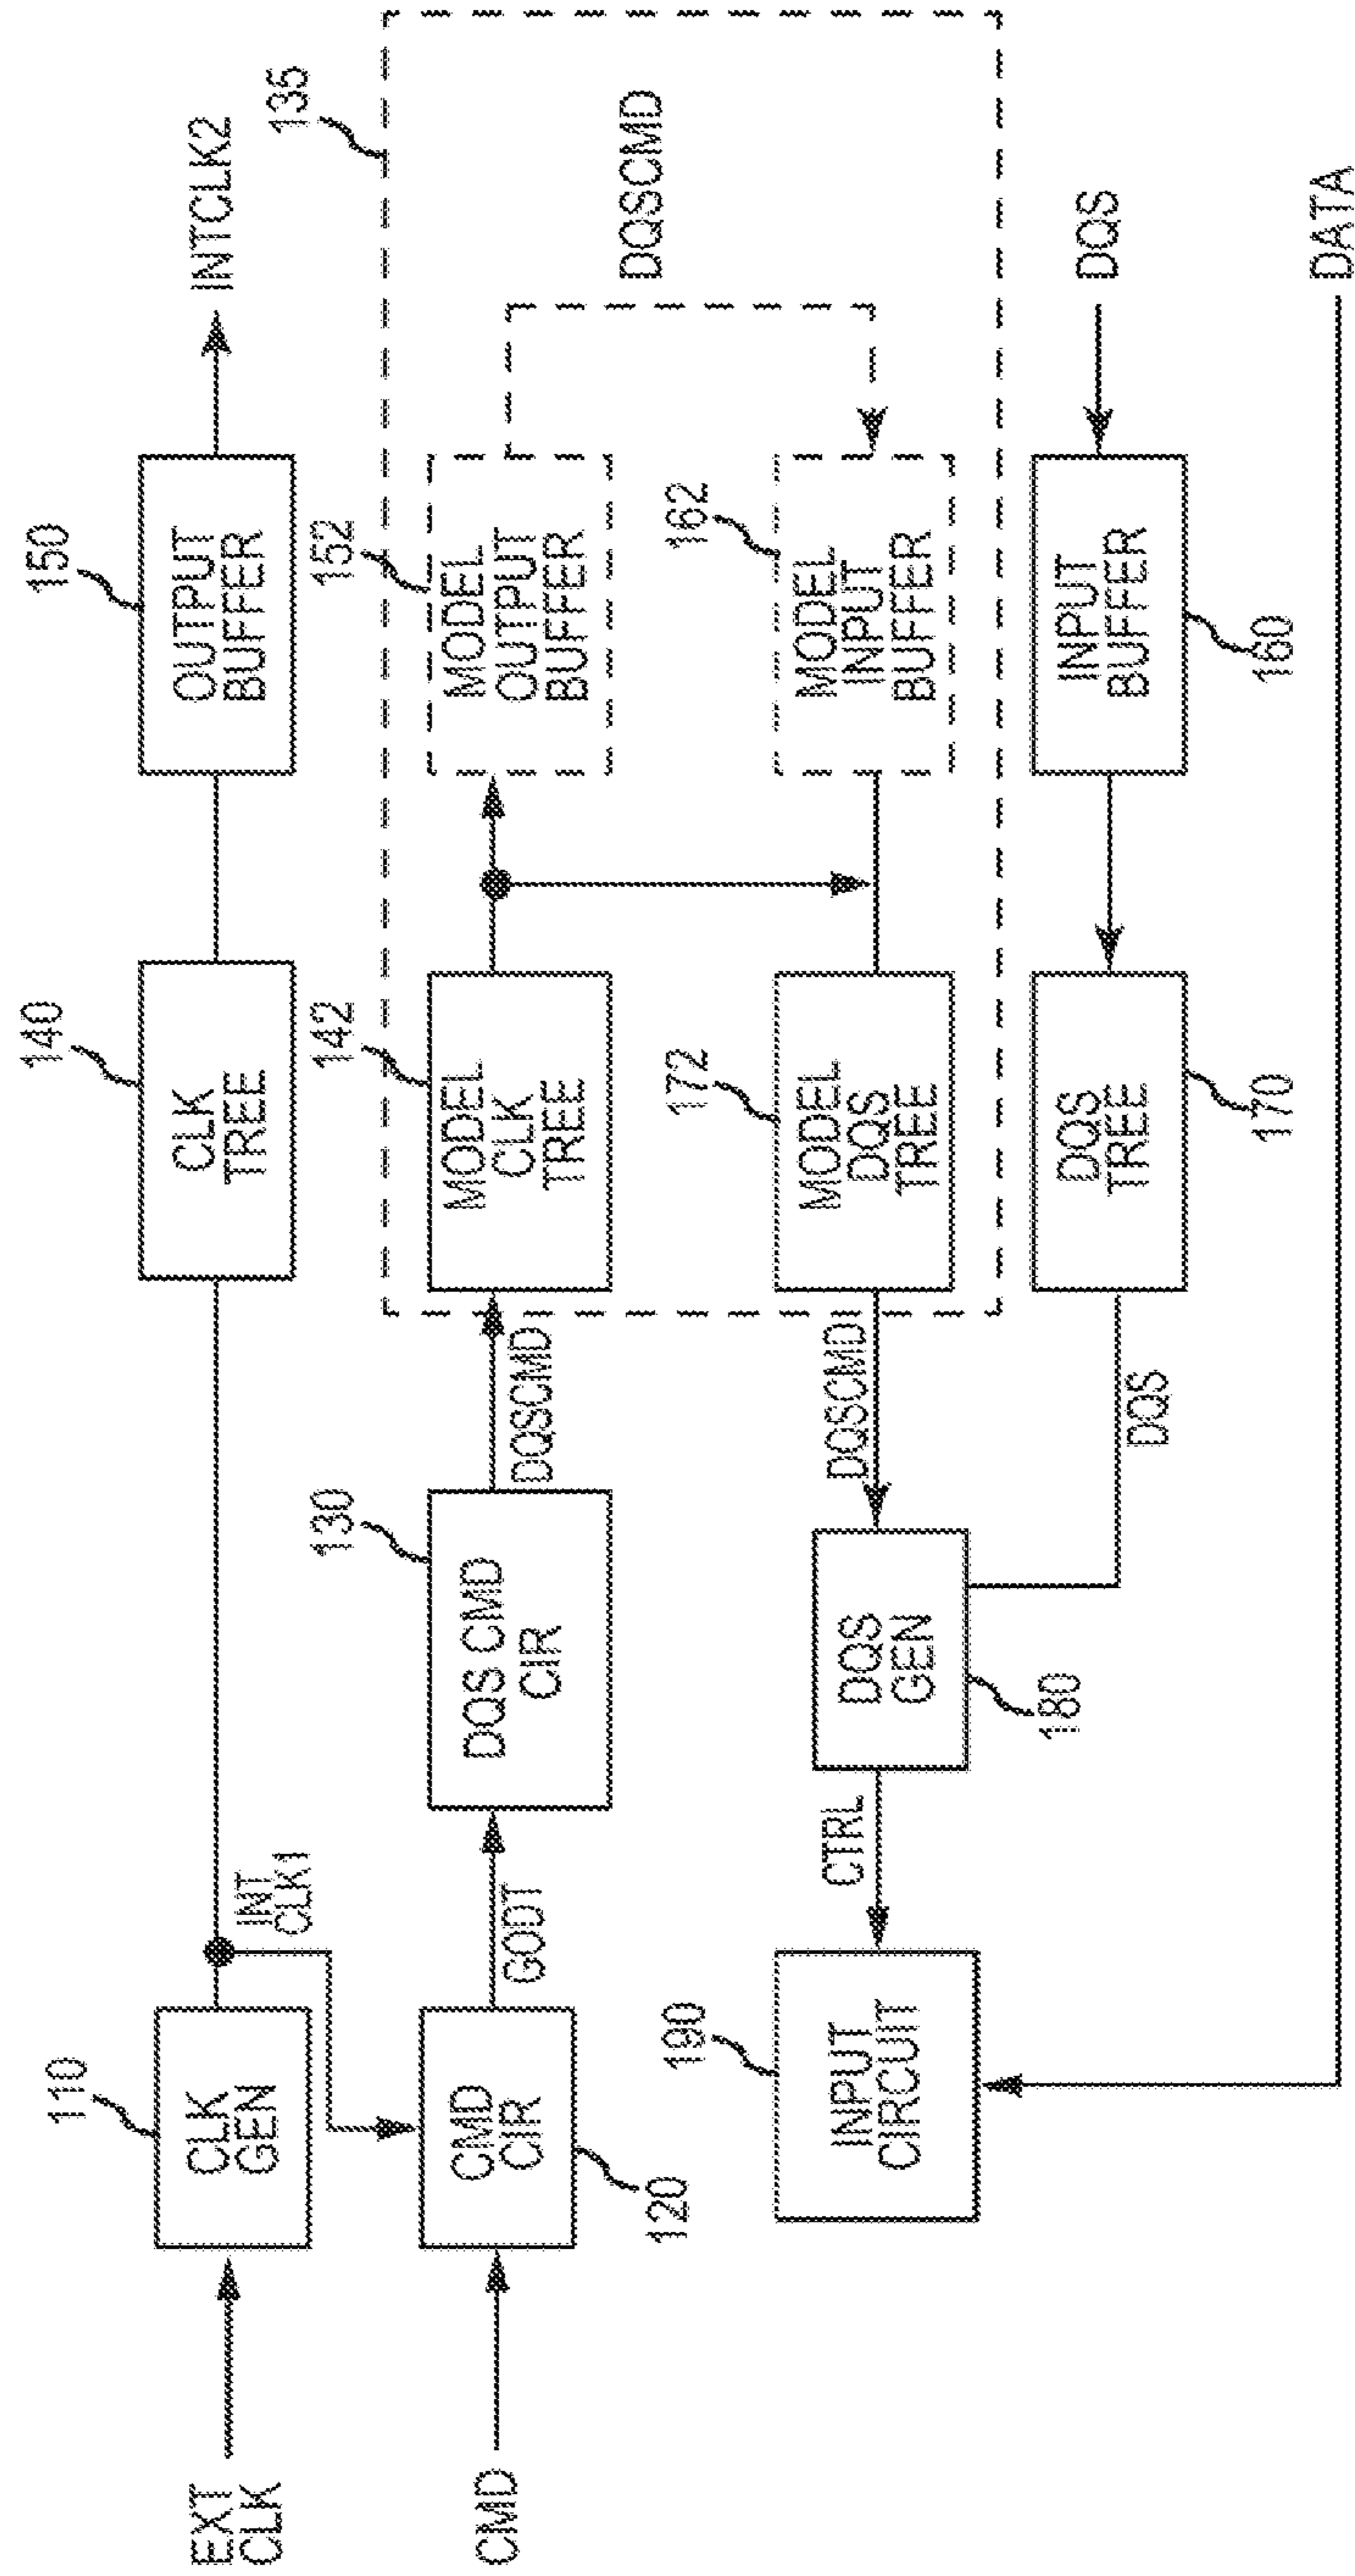 EXT
CLK
110
CLK
GEN
INT
CLK1
140
CLK
TREE
150
OUTPUT
BUFFER
INTCLK2
CMD
CMD
CIR
120
GODT
130
DQS CMD
CIR
DQSCMD
142
MODEL
CLK
TREE
152
MODEL
OUTPUT
BUFFER
135
DQSCMD
190
INPUT
CIRCUIT
CTRL
DQS
GEN
180
DQSCMD
172
MODEL
DQS
TREE
162
MODEL
INPUT
BUFFER
DQS
DQS
TREE
170
INPUT
BUFFER
160
DQS
DATA